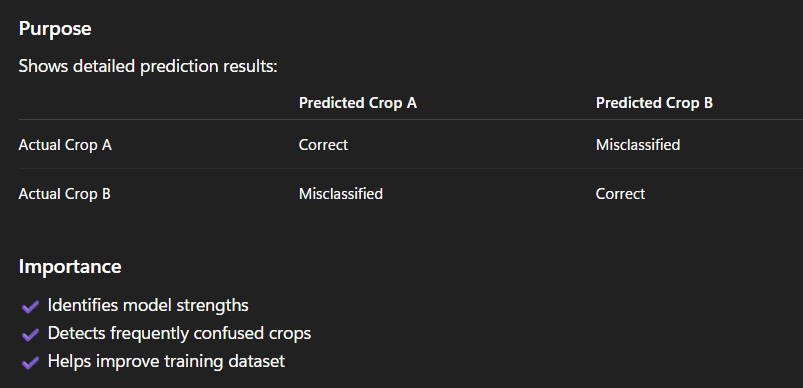 Purpose
Shows detailed prediction results:
Predicted Crop A Predicted Crop B
Actual Crop A Correct Misclassified
Actual Crop B Misclassified Correct
Importance
✔ Identifies model strengths
✔ Detects frequently confused crops
✔ Helps improve training dataset